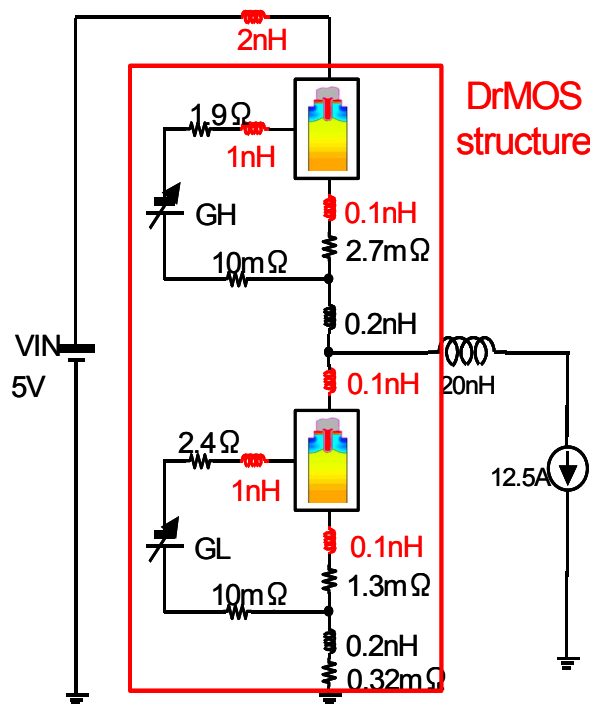 2nH
DrMOS
structure
1.9Ω
1nH
0.1nH
GH
2.7mΩ
10mΩ
0.2nH
VIN
5V
0.1nH
20nH
2.4Ω
1nH
12.5A
0.1nH
GL
1.3mΩ
10mΩ
0.2nH
0.32mΩ